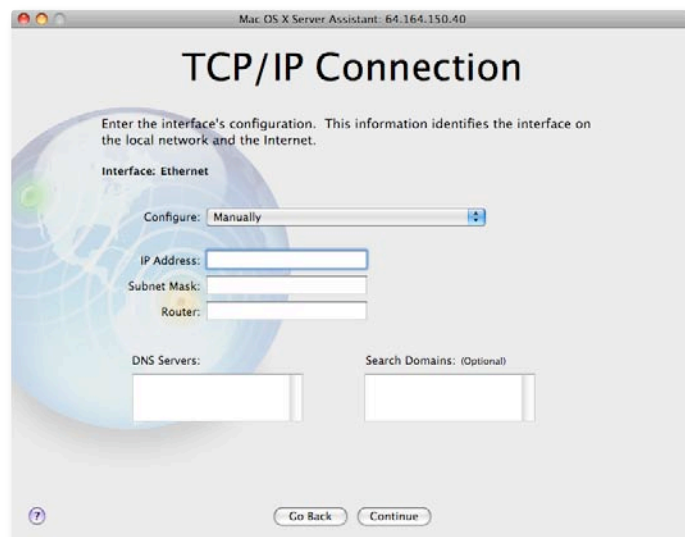 Mac OS X Server Assistant: 64.164.150.40
TCP/IP Connection
Enter the interface's configuration.  This information identifies the interface on
the local network and the Internet.
Interface: Ethernet
Configure: Manually
IP Address:
Subnet Mask:
Router:
DNS Servers:
Search Domains: (Optional)
?
Go Back
Continue